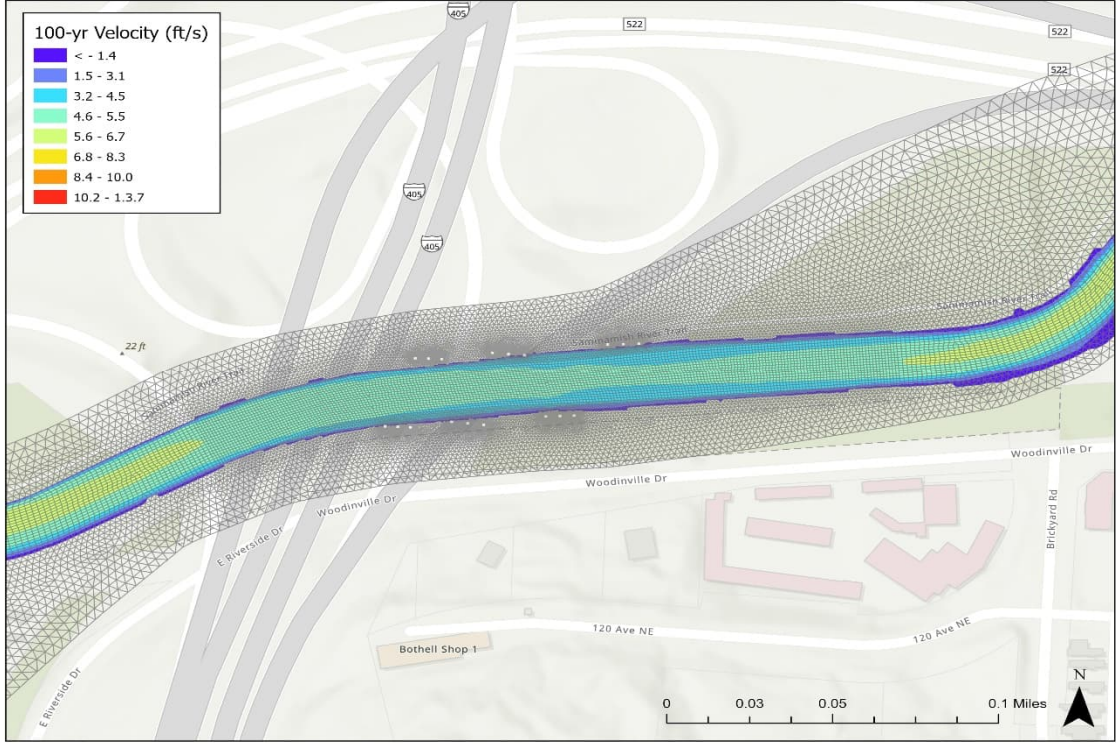 405
522
522
100-yr Velocity (ft/s)
< - 1.4
1.5 - 3.1
3.2 - 4.5
4.6 - 5.5
5.6 - 6.7
6.8 - 8.3
8.4 - 10.0
10.2 - 1.3.7
522
405
405
Sammamish River
Sammamish River Trail
22 ft
Trail
Woodinville Dr
Woodinville Dr
Woodinville Dr
E Riverside Dr
Brickyard Rd
120 Ave NE
120 Ave NE
Bothell Shop 1
E Riverside Dr
N
0 0.03 0.05 0.1 Miles